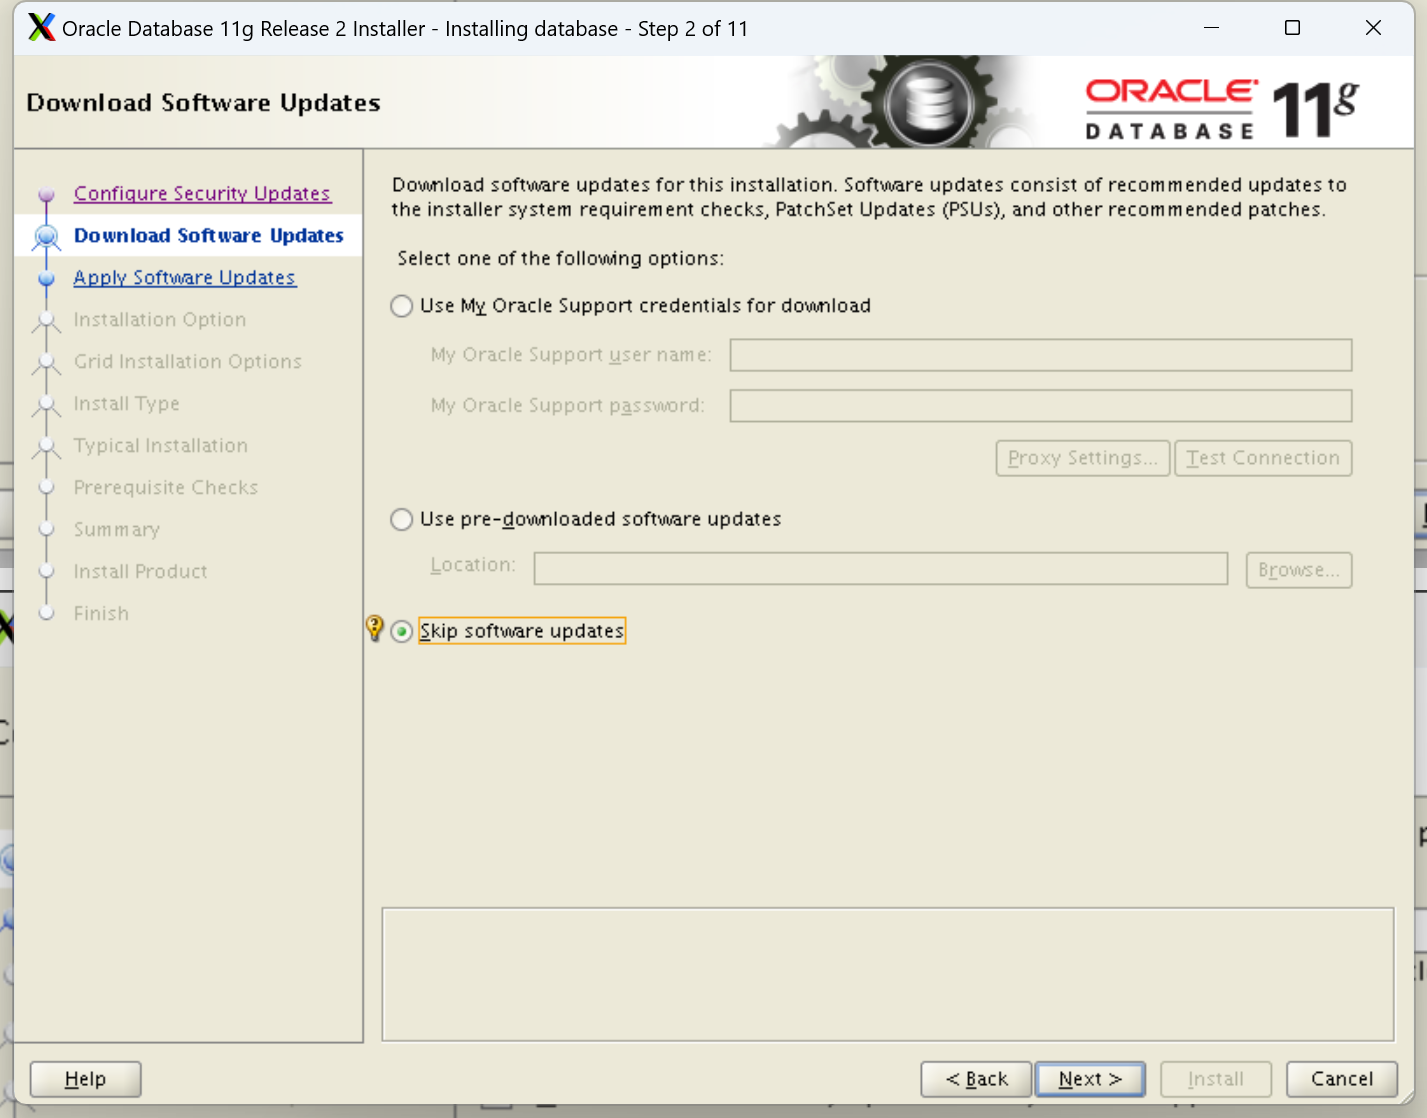 Oracle Database 11g Release 2 Installer - Installing database - Step 2 of 11
Download Software Updates
ORACLE
DATABASE
11g
Configure Security Updates
Download Software Updates
Apply Software Updates
Installation Option
Grid Installation Options
Install Type
Typical Installation
Prerequisite Checks
Summary
Install Product
Finish
Download software updates for this installation. Software updates consist of recommended updates to
the installer system requirement checks, PatchSet Updates (PSUs), and other recommended patches.
Select one of the following options:
Use My Oracle Support credentials for download
My Oracle Support user name:
My Oracle Support password:
Proxy Settings...
Test Connection
Use pre-downloaded software updates
Location:
Browse...
Skip software updates
Help
< Back
Next >
Install
Cancel